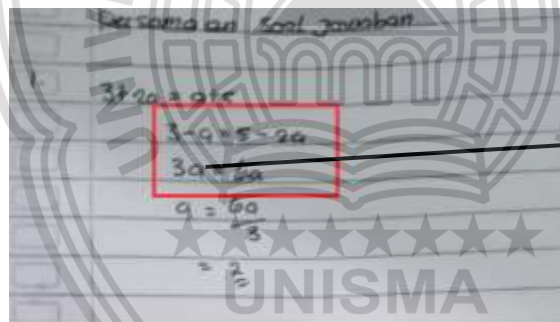 Persamaan soal jawaban
1.
3 + 2a = a + 5
3 - a = 5 - 2a
3a = 6a
a = 6a
3
= 2
UNISMA